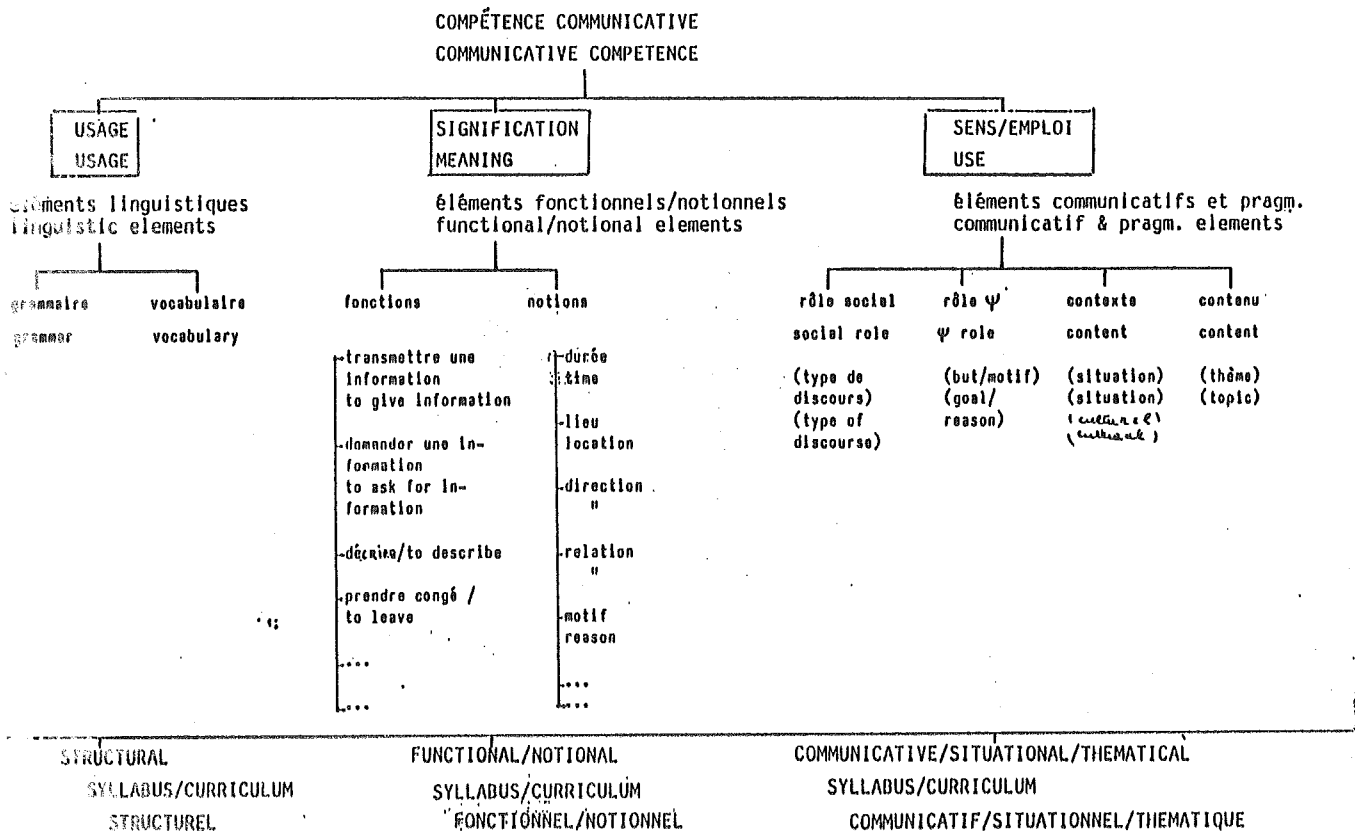 COMPÉTENCE COMMUNICATIVE
COMMUNICATIVE COMPETENCE
USAGE
USAGE
SIGNIFICATION
MEANING
SENS/EMPLOI
USE
éléments linguistiques
linguistic elements
éléments fonctionnels/notionnels
functional/notional elements
éléments communicatifs et pragm.
communicatif & pragm. elements
grammaire
grammar
vocabulaire
vocabulary
fonctions
transmettre une
information
to give information
demander une in-
formation
to ask for in-
formation
décrire/to describe
prendre congé /
to leave
....
....
notions
durée
time
lieu
location
direction
"
relation
"
motif
reason
....
....
rôle social
social role
(type de
discours)
(type of
discourse)
rôle Ψ
Ψ role
(but/motif)
(goal/
reason)
contexte
content
(situation)
(situation)
(culturel)
(cultural)
contenu
content
(thème)
(topic)
STRUCTURAL
SYLLABUS/CURRICULUM
STRUCTUREL
FUNCTIONAL/NOTIONAL
SYLLABUS/CURRICULUM
FONCTIONNEL/NOTIONNEL
COMMUNICATIVE/SITUATIONAL/THEMATICAL
SYLLABUS/CURRICULUM
COMMUNICATIF/SITUATIONNEL/THEMATIQUE